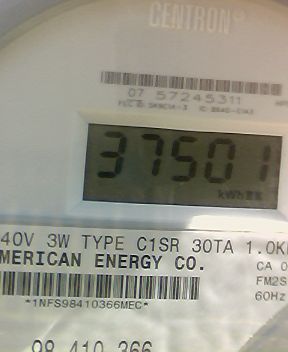 CENTRON®
07 57245311
37501
kWh
40V 3W TYPE C1SR 30TA 1.0K
MERICAN ENERGY CO.
CA 0
FM2S
60Hz
*1NFS98410366MEC*
98 410 366